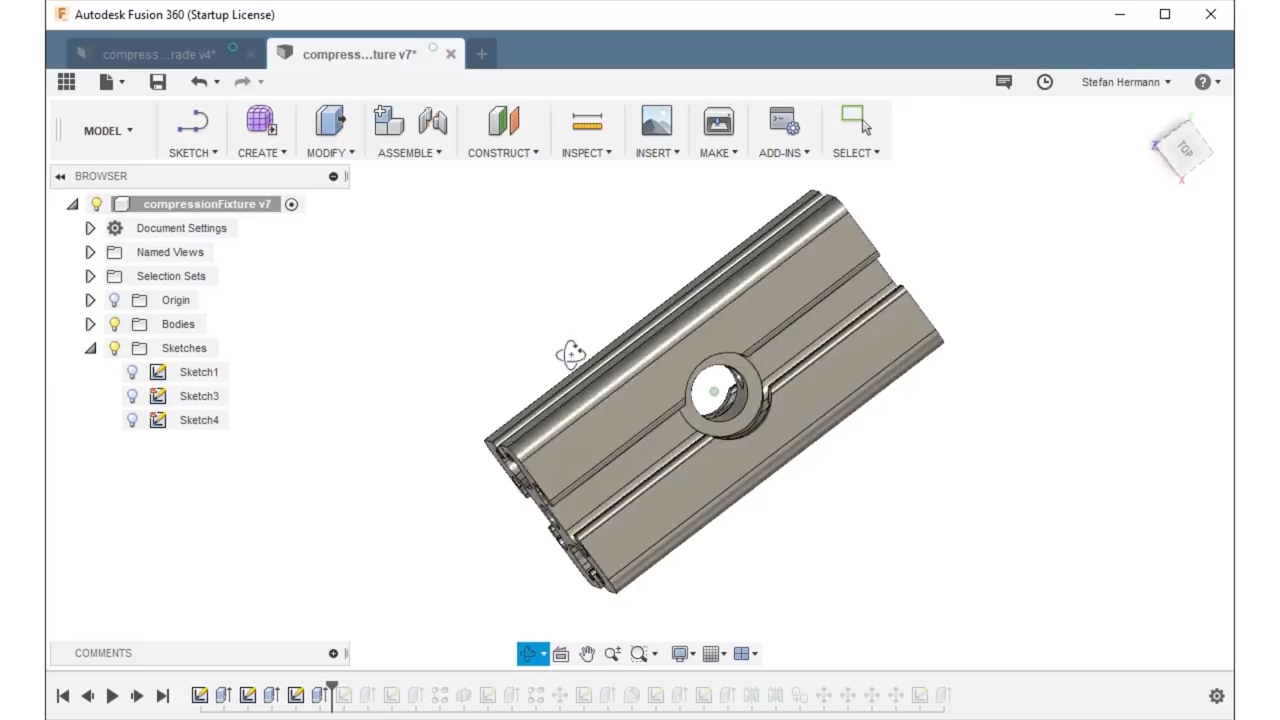 Autodesk Fusion 360 (Startup License)
compress...rade v4*
compress...ture v7*
Stefan Hermann
MODEL
SKETCH
CREATE
MODIFY
ASSEMBLE
CONSTRUCT
INSPECT
INSERT
MAKE
ADD-INS
SELECT
TOP
Z
X
BROWSER
compressionFixture v7
Document Settings
Named Views
Selection Sets
Origin
Bodies
Sketches
Sketch1
Sketch3
Sketch4
COMMENTS